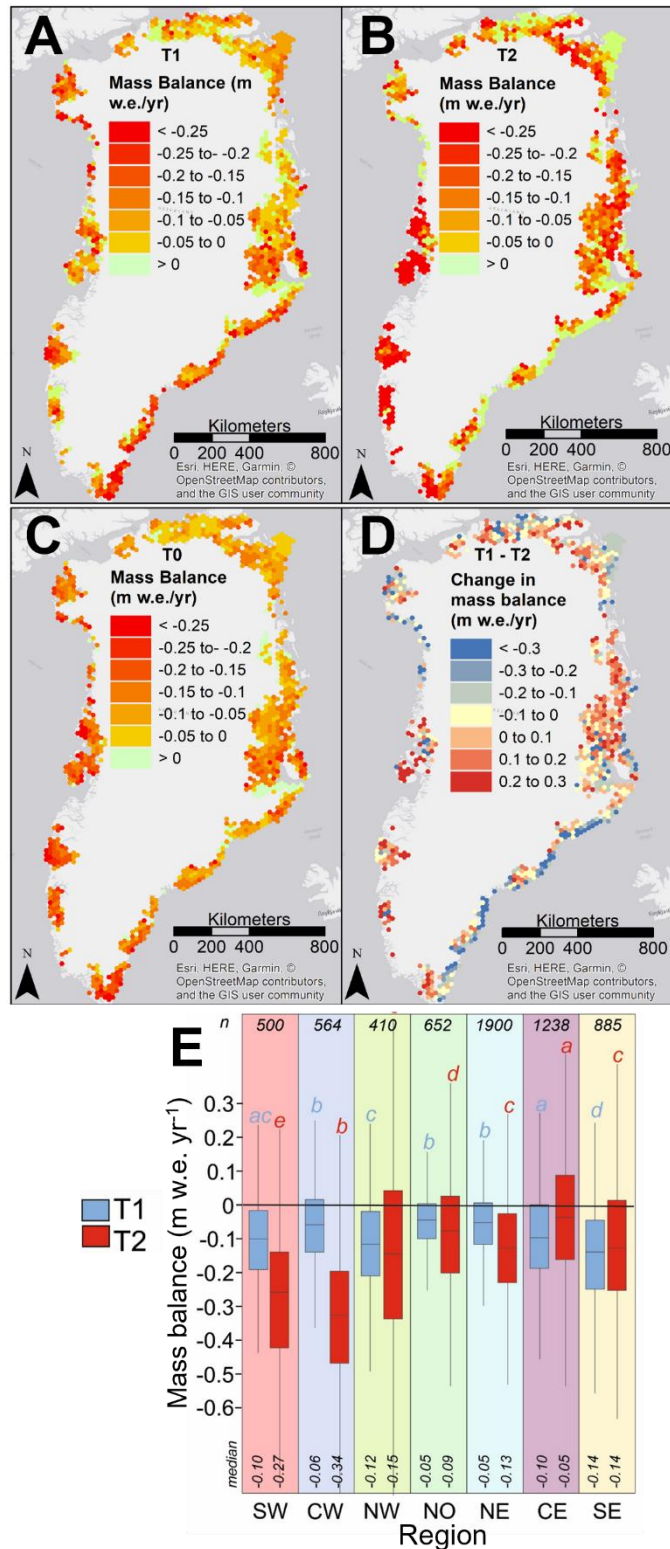 A
T1
Mass Balance (m
w.e./yr)
< -0.25
-0.25 to- -0.2
-0.2 to -0.15
-0.15 to -0.1
-0.1 to -0.05
-0.05 to 0
> 0
N
Kilometers
0 200 400 800
Esri, HERE, Garmin, ©
OpenStreetMap contributors,
and the GIS user community
B
T2
Mass Balance (m
w.e./yr)
< -0.25
-0.25 to- -0.2
-0.2 to -0.15
-0.15 to -0.1
-0.1 to -0.05
-0.05 to 0
> 0
N
Kilometers
0 200 400 800
Esri, HERE, Garmin, ©
OpenStreetMap contributors,
and the GIS user community
C
T0
Mass Balance
(m w.e./yr)
< -0.25
-0.25 to- -0.2
-0.2 to -0.15
-0.15 to -0.1
-0.1 to -0.05
-0.05 to 0
> 0
N
Kilometers
0 200 400 800
Esri, HERE, Garmin, ©
OpenStreetMap contributors,
and the GIS user community
D
T1 - T2
Change in
mass balance
(m w.e./yr)
< -0.3
-0.3 to -0.2
-0.2 to -0.1
-0.1 to 0
0 to 0.1
0.1 to 0.2
0.2 to 0.3
N
Kilometers
0 200 400 800
Esri, HERE, Garmin, ©
OpenStreetMap contributors,
and the GIS user community
E
n 500 564 410 652 1900 1238 885
T1
T2
Mass balance (m w.e. yr⁻¹)
0.3
0.2
0.1
0
-0.1
-0.2
-0.3
-0.4
-0.5
-0.6
ac e b b c b d b c a a d c
median -0.10 -0.27 -0.06 -0.34 -0.12 -0.15 -0.05 -0.09 -0.05 -0.13 -0.10 -0.05 -0.14 -0.14
SW CW NW NO NE CE SE
Region